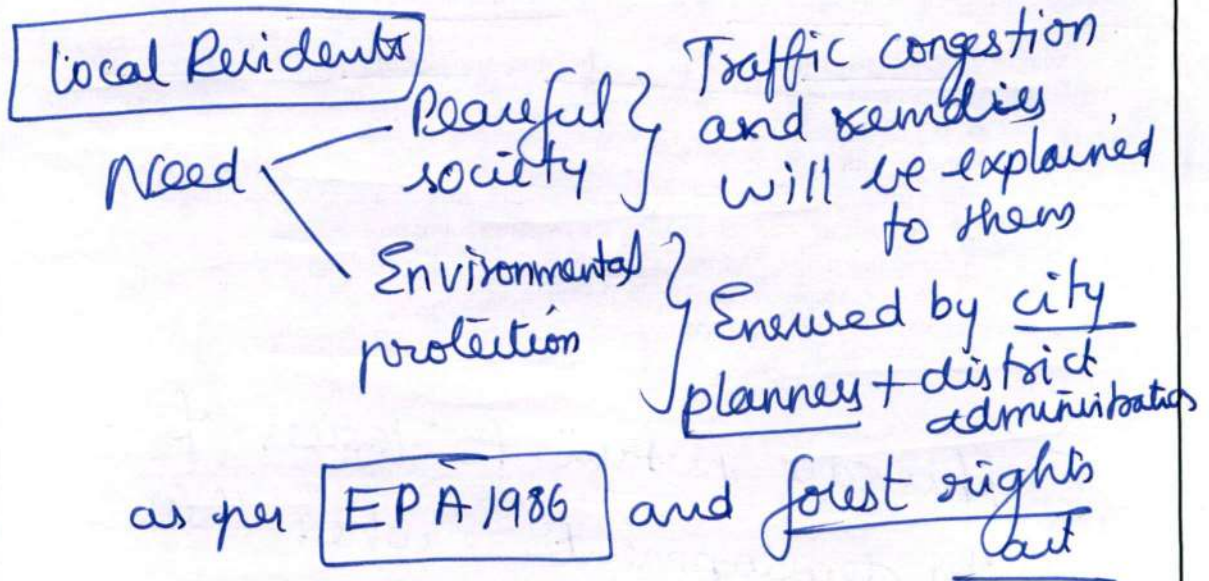 Local Residents
Need
Peaceful society
Traffic congestion
and remdies
will be explained
to them
Environmental
protection
Ensured by city
planners + district
administration
as per EPA 1986 and forest rights
act